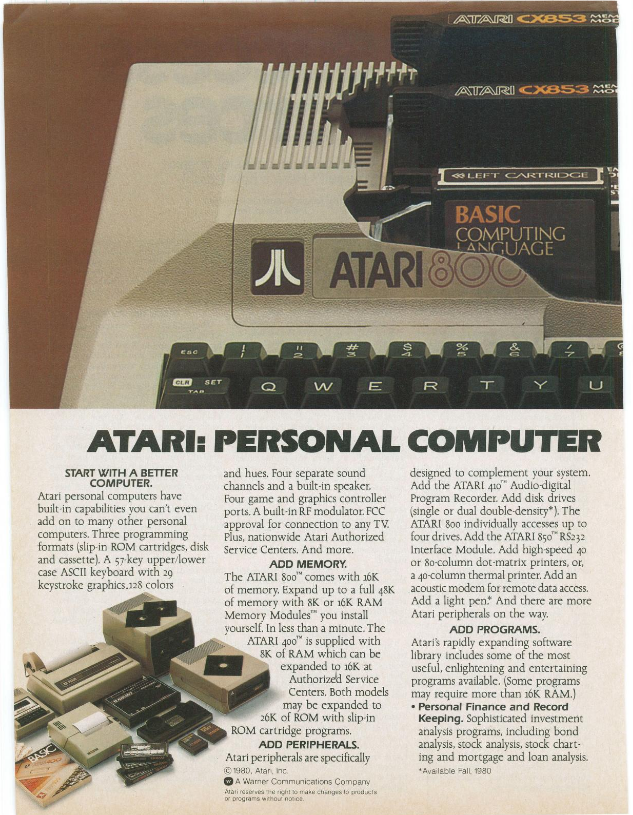 ATARI CX853 MEM
MOD
ATARI CX853 MEM
MOD
LEFT CARTRIDGE
BASIC
COMPUTING
LANGUAGE
ATARI 800
ESC ! 1 " 2 # 3 $ 4 % 5 & 6 / 7 @
CLR SET
TAB Q W E R T Y U
ATARI: PERSONAL COMPUTER
START WITH A BETTER
COMPUTER.
Atari personal computers have
built-in capabilities you can't even
add on to many other personal
computers. Three programming
formats (slip-in ROM cartridges, disk
and cassette). A 57-key upper/lower
case ASCII keyboard with 29
keystroke graphics. 128 colors
and hues. Four separate sound
channels and a built-in speaker.
Four game and graphics controller
ports. A built-in RF modulator. FCC
approval for connection to any TV.
Plus, nationwide Atari Authorized
Service Centers. And more.
ADD MEMORY.
The ATARI 800™ comes with 16K
of memory. Expand up to a full 48K
of memory with 8K or 16K RAM
Memory Modules™ you install
yourself. In less than a minute. The
ATARI 400™ is supplied with
8K of RAM which can be
expanded to 16K at
Authorized Service
Centers. Both models
may be expanded to
26K of ROM with slip-in
ROM cartridge programs.
ADD PERIPHERALS.
Atari peripherals are specifically
© 1980, Atari, Inc.
A Warner Communications Company
Atari reserves the right to make changes to products
or programs without notice.
designed to complement your system.
Add the ATARI 410™ Audio-digital
Program Recorder. Add disk drives
(single or dual double-density*). The
ATARI 800 individually accesses up to
four drives. Add the ATARI 850™ RS232
Interface Module. Add high-speed 40
or 80-column dot-matrix printers, or,
a 40-column thermal printer. Add an
acoustic modem for remote data access.
Add a light pen.* And there are more
Atari peripherals on the way.
ADD PROGRAMS.
Atari's rapidly expanding software
library includes some of the most
useful, enlightening and entertaining
programs available. (Some programs
may require more than 16K RAM.)
• Personal Finance and Record
Keeping. Sophisticated investment
analysis programs, including bond
analysis, stock analysis, stock chart-
ing and mortgage and loan analysis.
*Available Fall, 1980
BASIC